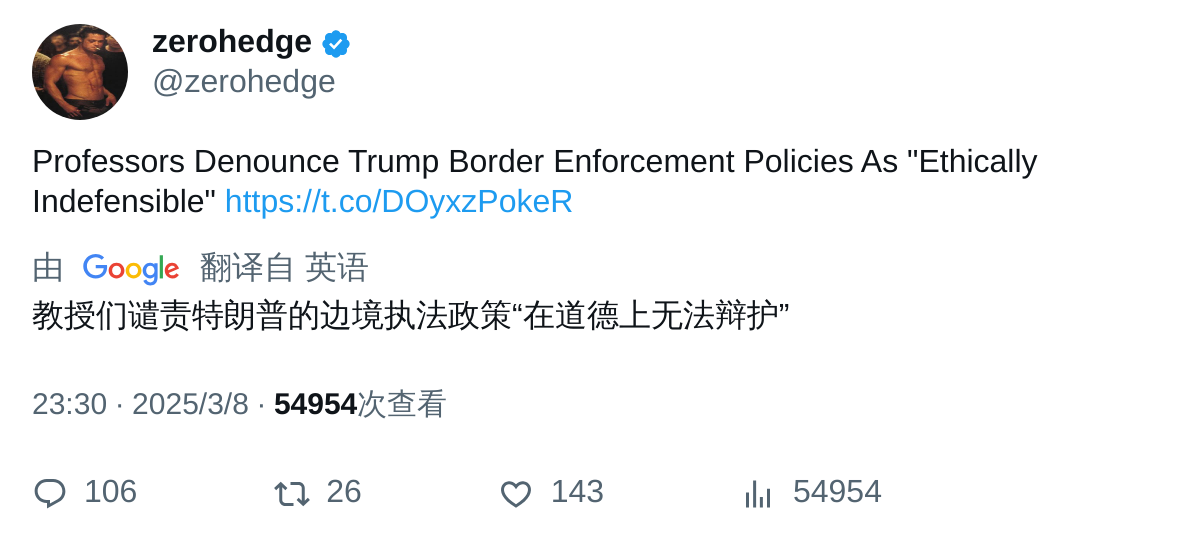 zerohedge
@zerohedge
Professors Denounce Trump Border Enforcement Policies As "Ethically
Indefensible" https://t.co/DOyxzPokeR
由 Google 翻译自 英语
教授们谴责特朗普的边境执法政策“在道德上无法辩护”
23:30 · 2025/3/8 · 54954次查看
106 26 143 54954